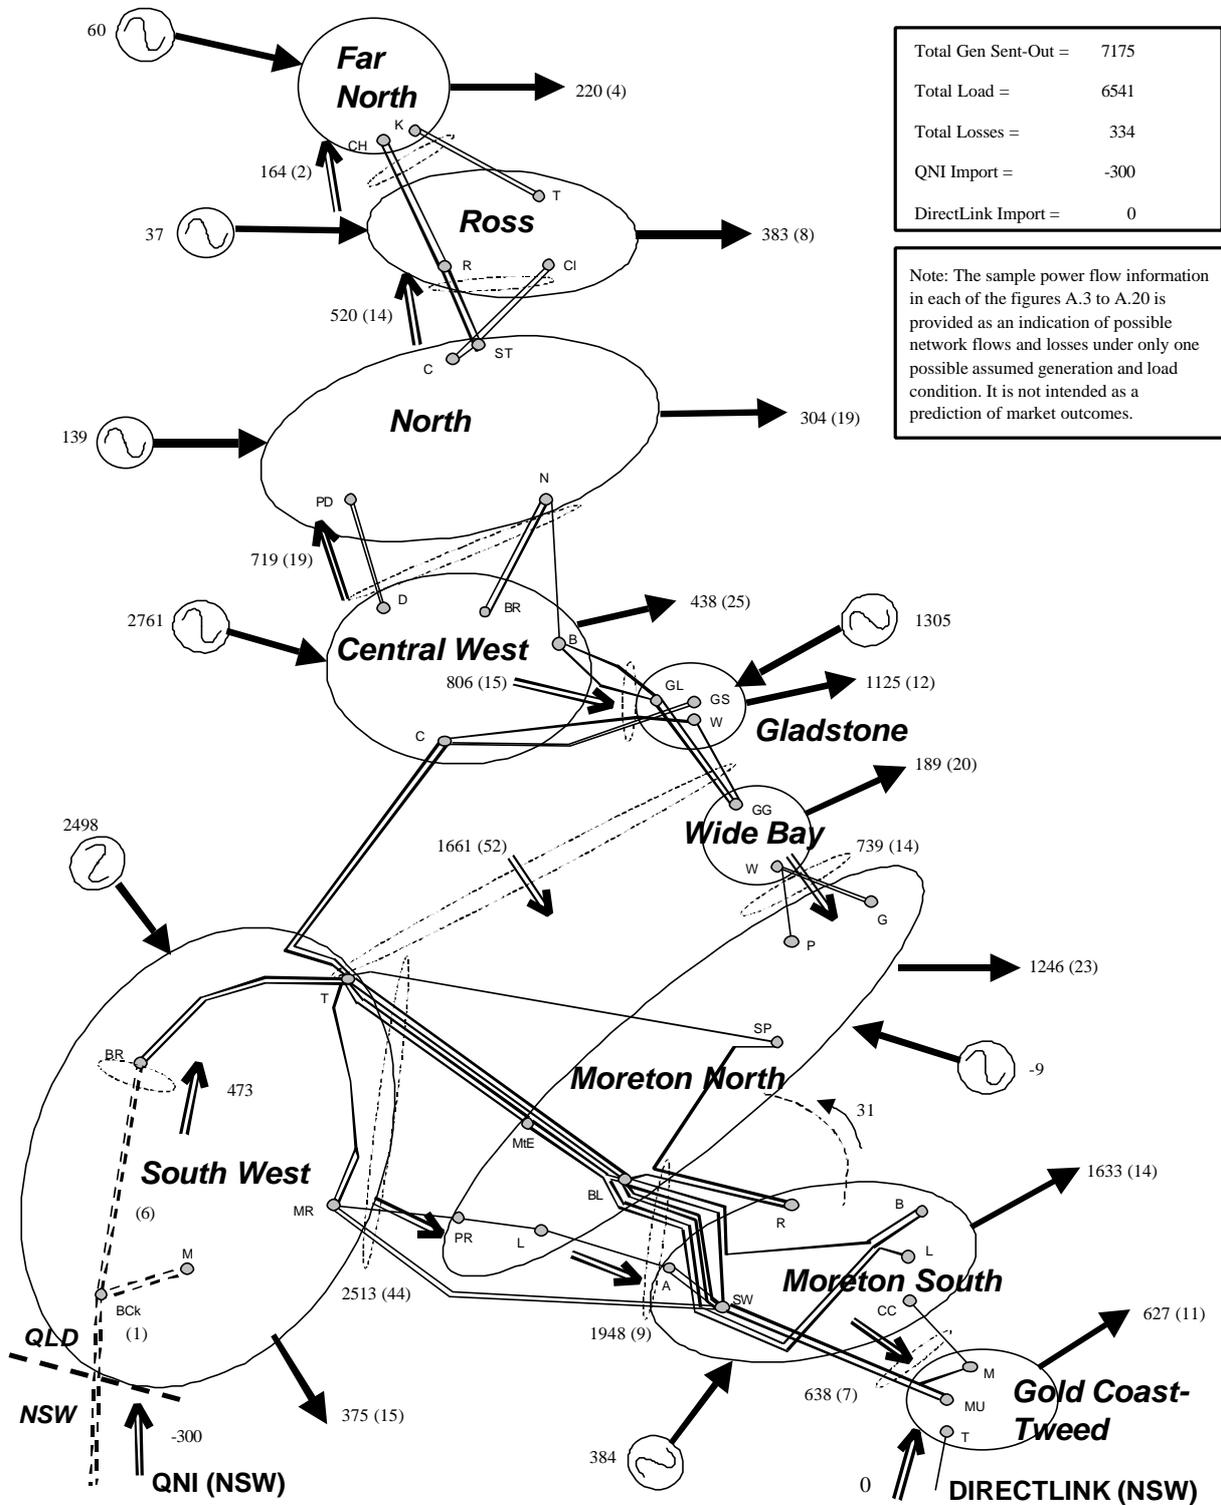 60
Far
North
220 (4)
K
CH
164 (2)
T
37
Ross
383 (8)
R
CI
520 (14)
ST
C
North
139
304 (19)
N
PD
719 (19)
D
BR
2761
438 (25)
1305
B
Central West
806 (15)
GL
GS
1125 (12)
W
C
Gladstone
189 (20)
GG
2498
Wide Bay
1661 (52)
739 (14)
W
G
P
1246 (23)
T
SP
BR
Moreton North
-9
473
31
MtE
South West
1633 (14)
BL
MR
R
B
(6)
PR
L
L
M
A
Moreton South
2513 (44)
SW
CC
BCk
(1)
1948 (9)
627 (11)
QLD
M
638 (7)
Gold Coast-
Tweed
MU
NSW
375 (15)
T
-300
384
0
QNI (NSW)
DIRECTLINK (NSW)
Total Gen Sent-Out = 7175
Total Load = 6541
Total Losses = 334
QNI Import = -300
DirectLink Import = 0
Note: The sample power flow information
in each of the figures A.3 to A.20 is
provided as an indication of possible
network flows and losses under only one
possible assumed generation and load
condition. It is not intended as a
prediction of market outcomes.